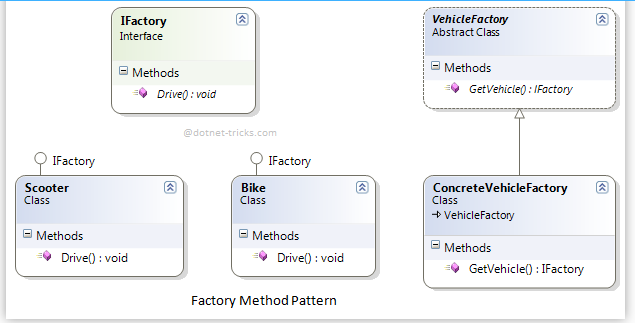 IFactory
Interface
Methods
Drive() : void
VehicleFactory
Abstract Class
Methods
GetVehicle() : IFactory
@dotnet-tricks.com
IFactory
Scooter
Class
Methods
Drive() : void
IFactory
Bike
Class
Methods
Drive() : void
ConcreteVehicleFactory
Class
VehicleFactory
Methods
GetVehicle() : IFactory
Factory Method Pattern